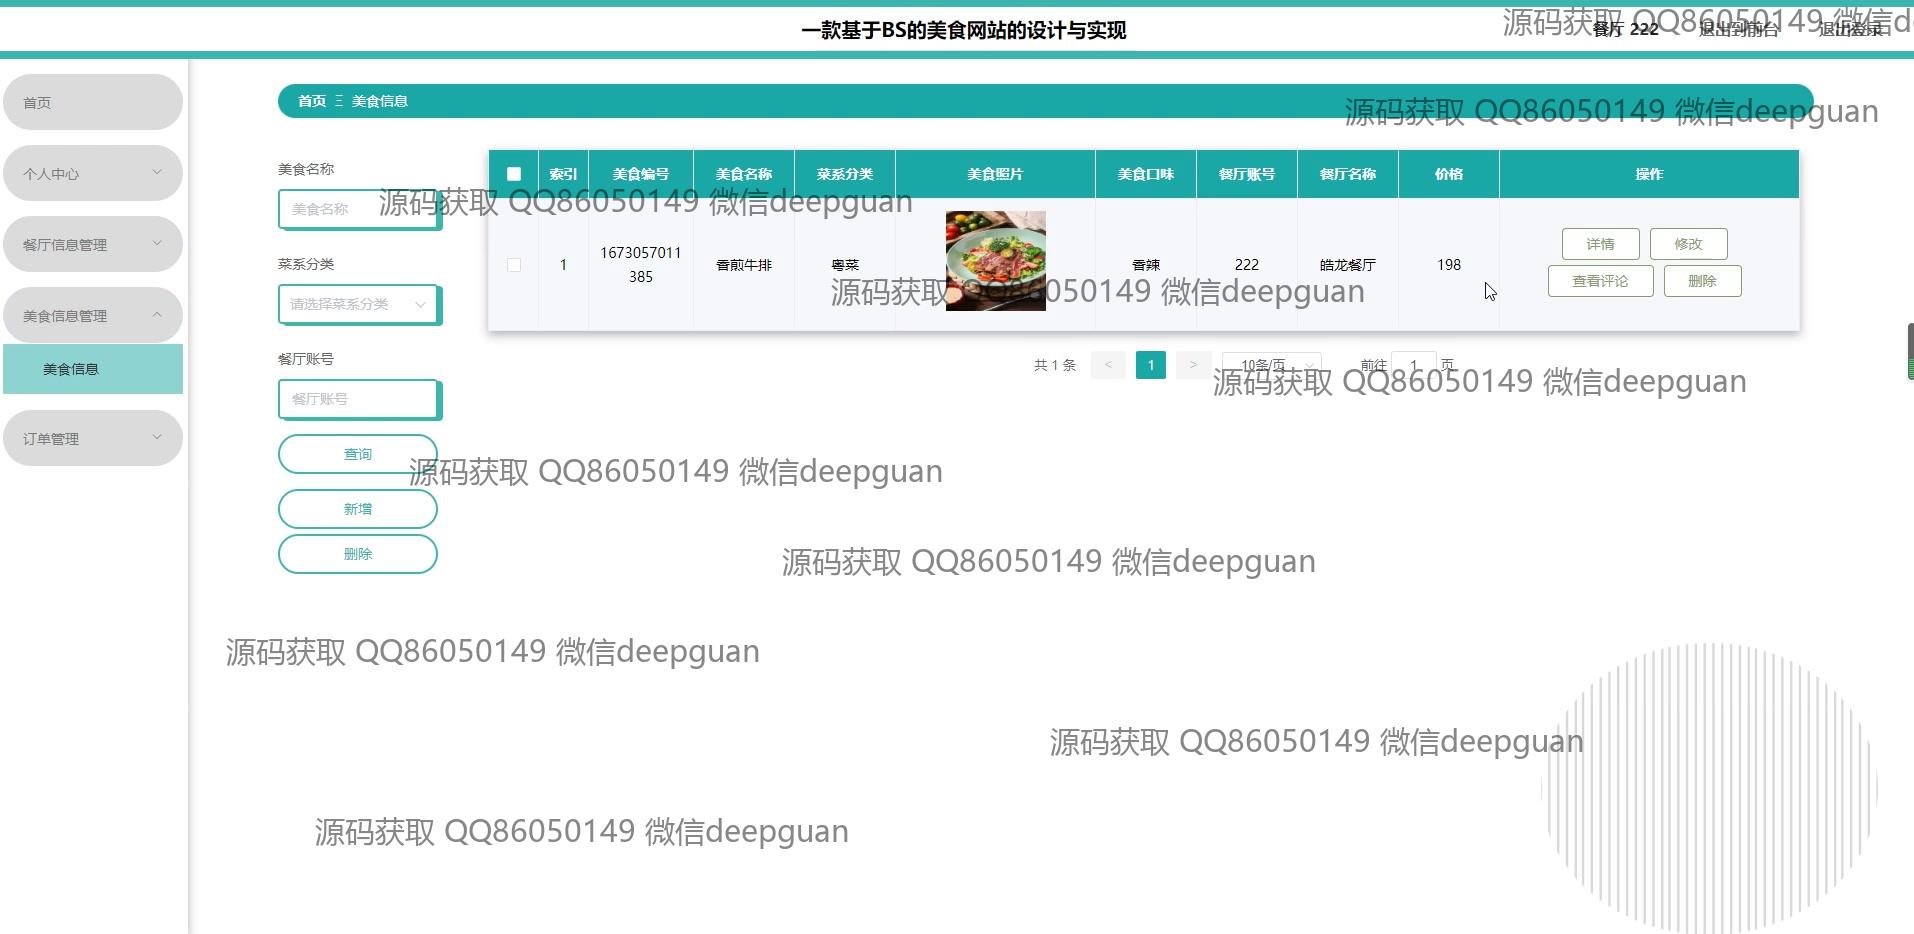 一款基于BS的美食网站的设计与实现
餐厅 222
退出到前台
退出登录
源码获取 QQ86050149 微信d
首页
个人中心
餐厅信息管理
美食信息管理
美食信息
订单管理
首页 Ξ 美食信息
源码获取 QQ86050149 微信deepguan
美食名称
美食名称
菜系分类
请选择菜系分类
餐厅账号
餐厅账号
查询
新增
删除
索引 美食编号 美食名称 菜系分类 美食照片 美食口味 餐厅账号 餐厅名称 价格 操作
源码获取 QQ86050149 微信deepguan
1 1673057011385 香煎牛排 粤菜 香辣 222 皓龙餐厅 198
详情 修改
查看评论 删除
源码获取 QQ86050149 微信deepguan
共 1 条 < 1 > 10条/页 前往 1 页
源码获取 QQ86050149 微信deepguan
源码获取 QQ86050149 微信deepguan
源码获取 QQ86050149 微信deepguan
源码获取 QQ86050149 微信deepguan
源码获取 QQ86050149 微信deepguan
源码获取 QQ86050149 微信deepguan